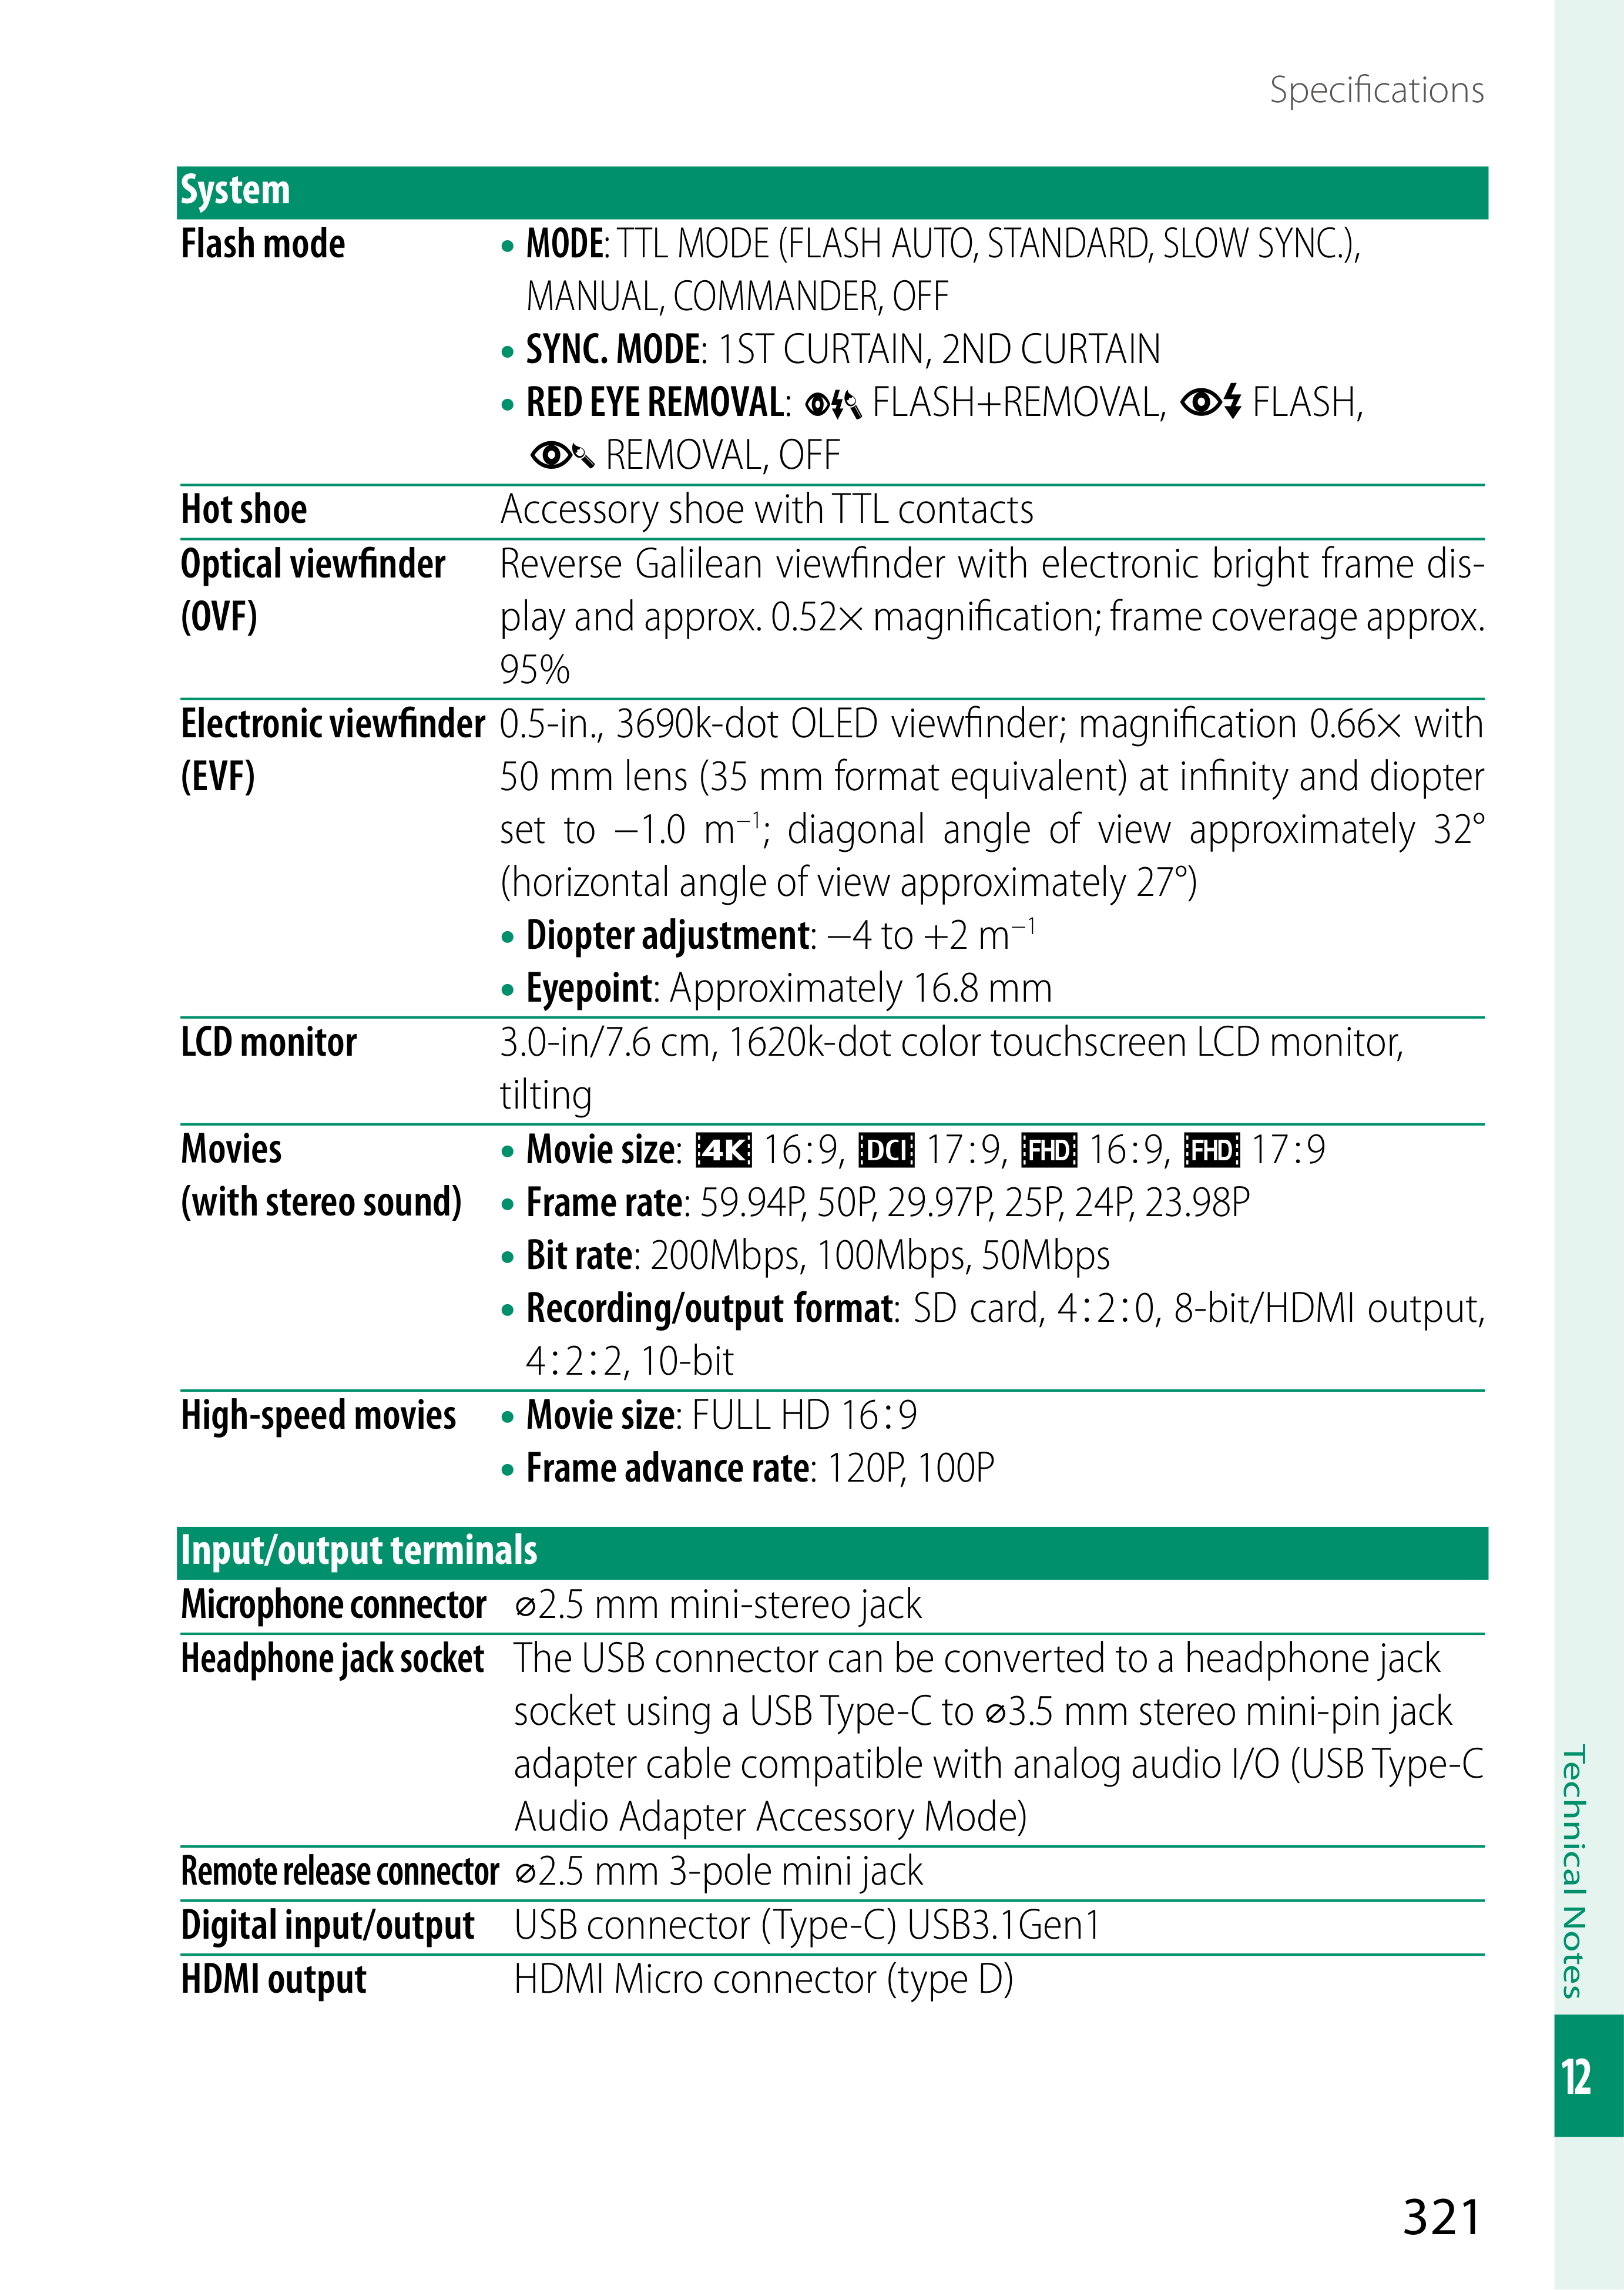 Specifications
System
Flash mode
• MODE: TTL MODE (FLASH AUTO, STANDARD, SLOW SYNC.),
MANUAL, COMMANDER, OFF
• SYNC. MODE: 1ST CURTAIN, 2ND CURTAIN
• RED EYE REMOVAL: FLASH+REMOVAL, FLASH,
REMOVAL, OFF
Hot shoe
Accessory shoe with TTL contacts
Optical viewfinder
(OVF)
Reverse Galilean viewfinder with electronic bright frame dis-
play and approx. 0.52× magnification; frame coverage approx.
95%
Electronic viewfinder
(EVF)
0.5-in., 3690k-dot OLED viewfinder; magnification 0.66× with
50 mm lens (35 mm format equivalent) at infinity and diopter
set to −1.0 m⁻¹; diagonal angle of view approximately 32°
(horizontal angle of view approximately 27°)
• Diopter adjustment: −4 to +2 m⁻¹
• Eyepoint: Approximately 16.8 mm
LCD monitor
3.0-in/7.6 cm, 1620k-dot color touchscreen LCD monitor,
tilting
Movies
(with stereo sound)
• Movie size: 4K 16:9, DCI 17:9, FHD 16:9, FHD 17:9
• Frame rate: 59.94P, 50P, 29.97P, 25P, 24P, 23.98P
• Bit rate: 200Mbps, 100Mbps, 50Mbps
• Recording/output format: SD card, 4:2:0, 8-bit/HDMI output,
4:2:2, 10-bit
High-speed movies
• Movie size: FULL HD 16:9
• Frame advance rate: 120P, 100P
Input/output terminals
Microphone connector
⌀2.5 mm mini-stereo jack
Headphone jack socket
The USB connector can be converted to a headphone jack
socket using a USB Type-C to ⌀3.5 mm stereo mini-pin jack
adapter cable compatible with analog audio I/O (USB Type-C
Audio Adapter Accessory Mode)
Remote release connector
⌀2.5 mm 3-pole mini jack
Digital input/output
USB connector (Type-C) USB3.1Gen1
HDMI output
HDMI Micro connector (type D)
Technical Notes
12
321